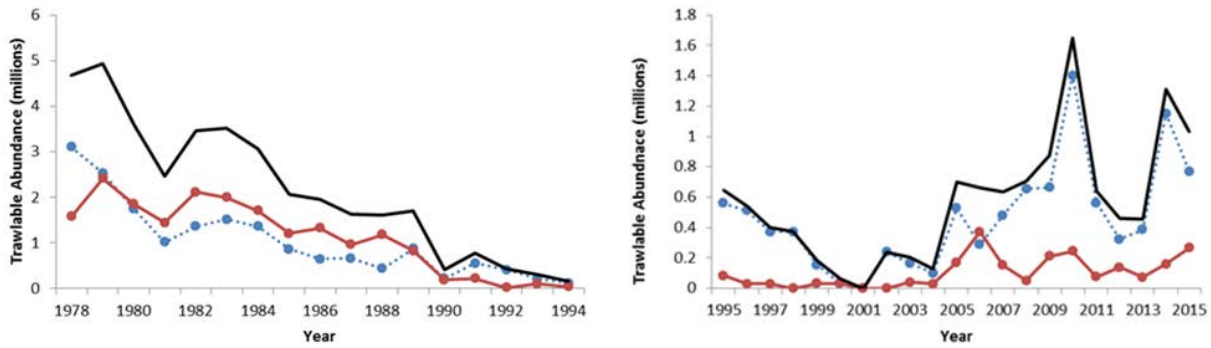 Trawlable Abundance (millions)
6
5
4
3
2
1
0
1978 1980 1982 1984 1986 1988 1990 1992 1994
Year
Trawlable Abundnace (millions)
1.8
1.6
1.4
1.2
1
0.8
0.6
0.4
0.2
0
1995 1997 1999 2001 2003 2005 2007 2009 2011 2013 2015
Year